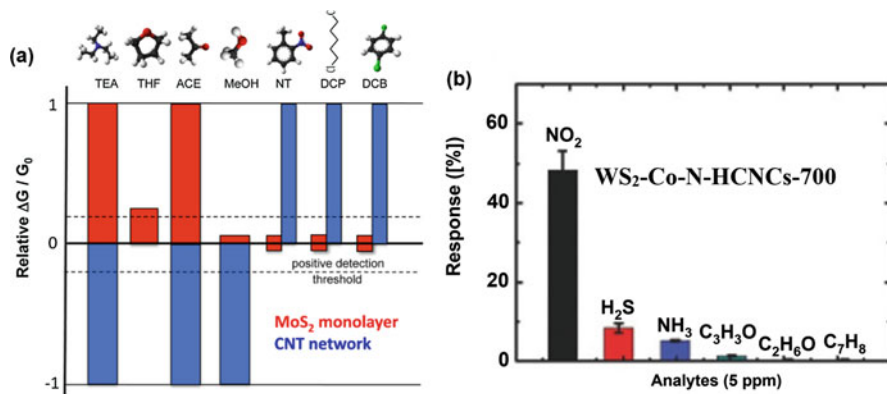 (a)
TEA THF ACE MeOH NT DCP DCB
Relative ΔG / G₀
1
0
-1
positive detection
threshold
MoS₂ monolayer
CNT network
(b)
Response ([%])
60
40
20
10
0
NO₂
WS₂-Co-N-HCNCs-700
H₂S
NH₃
C₃H₃O
C₂H₆O
C₇H₈
Analytes (5 ppm)